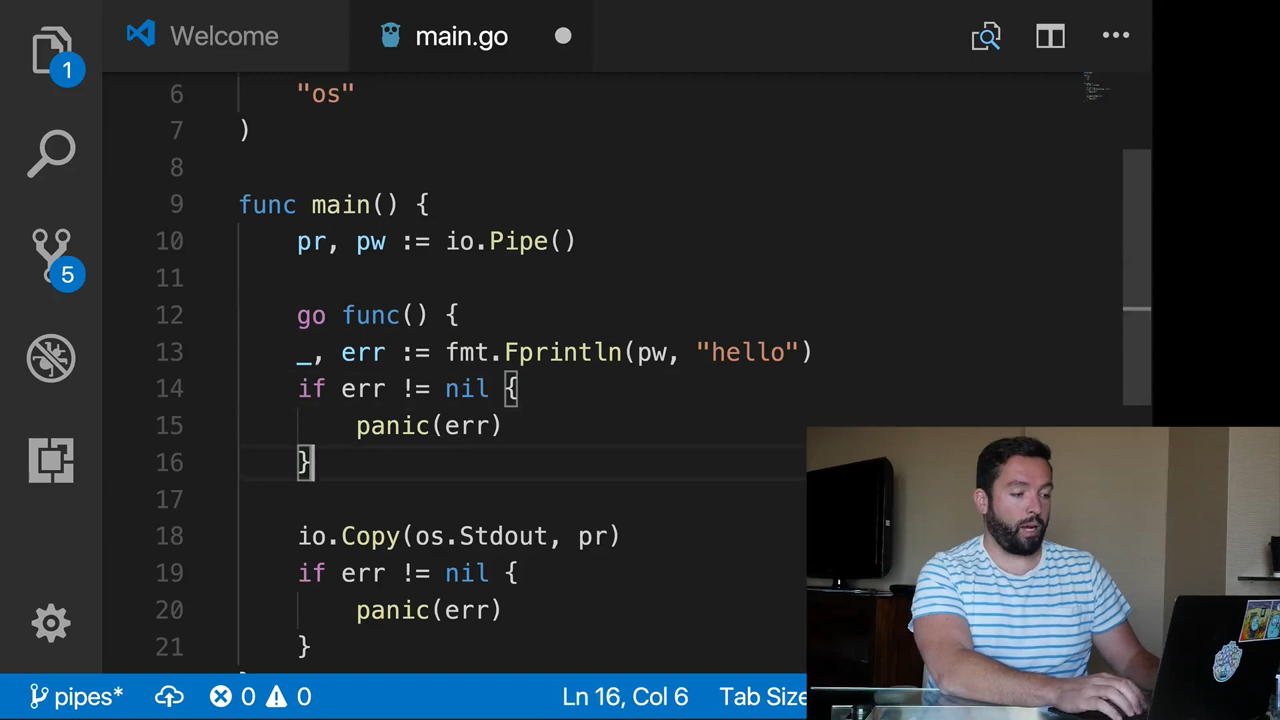 1
Welcome
main.go
6 "os"
7 )
8
9 func main() {
10 pr, pw := io.Pipe()
11
12 go func() {
13 _, err := fmt.Fprintln(pw, "hello")
14 if err != nil {
15 panic(err)
16 }
17
18 io.Copy(os.Stdout, pr)
19 if err != nil {
20 panic(err)
21 }
5
pipes* 0 0 Ln 16, Col 6 Tab Size